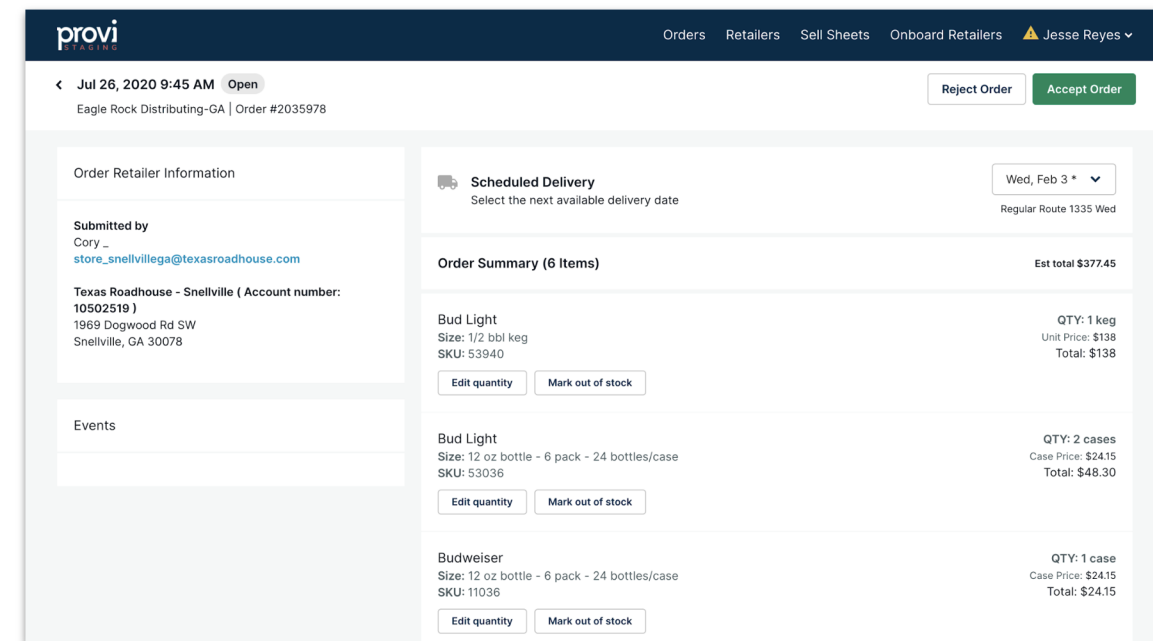 provi
STAGING
Orders Retailers Sell Sheets Onboard Retailers Jesse Reyes
Jul 26, 2020 9:45 AM Open
Eagle Rock Distributing-GA | Order #2035978
Reject Order
Accept Order
Order Retailer Information
Submitted by
Cory _
store_snellvillega@texasroadhouse.com
Texas Roadhouse - Snellville ( Account number:
10502519 )
1969 Dogwood Rd SW
Snellville, GA 30078
Events
Scheduled Delivery
Select the next available delivery date
Wed, Feb 3 *
Regular Route 1335 Wed
Order Summary (6 Items)
Est total $377.45
Bud Light
Size: 1/2 bbl keg
SKU: 53940
QTY: 1 keg
Unit Price: $138
Total: $138
Edit quantity
Mark out of stock
Bud Light
Size: 12 oz bottle - 6 pack - 24 bottles/case
SKU: 53036
QTY: 2 cases
Case Price: $24.15
Total: $48.30
Edit quantity
Mark out of stock
Budweiser
Size: 12 oz bottle - 6 pack - 24 bottles/case
SKU: 11036
QTY: 1 case
Case Price: $24.15
Total: $24.15
Edit quantity
Mark out of stock